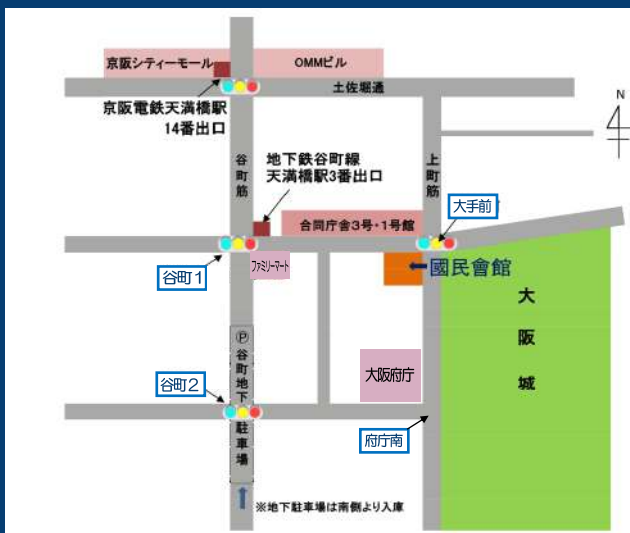 京阪シティーモール
OMMビル
土佐堀通
京阪電鉄天満橋駅
14番出口
N
谷町筋
地下鉄谷町線
天満橋駅3番出口
上町筋
大手前
合同庁舎3号・1号館
谷町1
ファミリーマート
←國民會館
大阪城
Ⓟ谷町地下駐車場
大阪府庁
谷町2
府庁南
※地下駐車場は南側より入庫